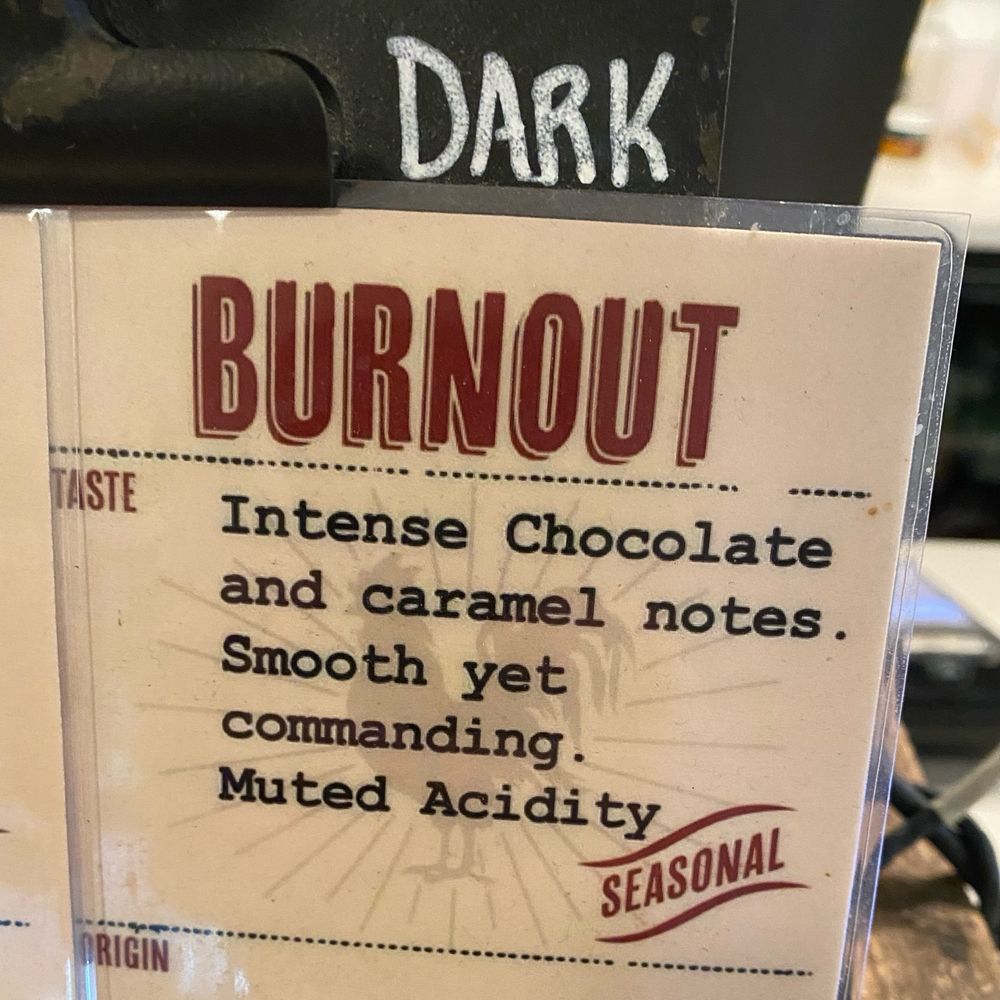 DARK
BURNOUT
TASTE
Intense Chocolate
and caramel notes.
Smooth yet
commanding.
Muted Acidity
SEASONAL
ORIGIN